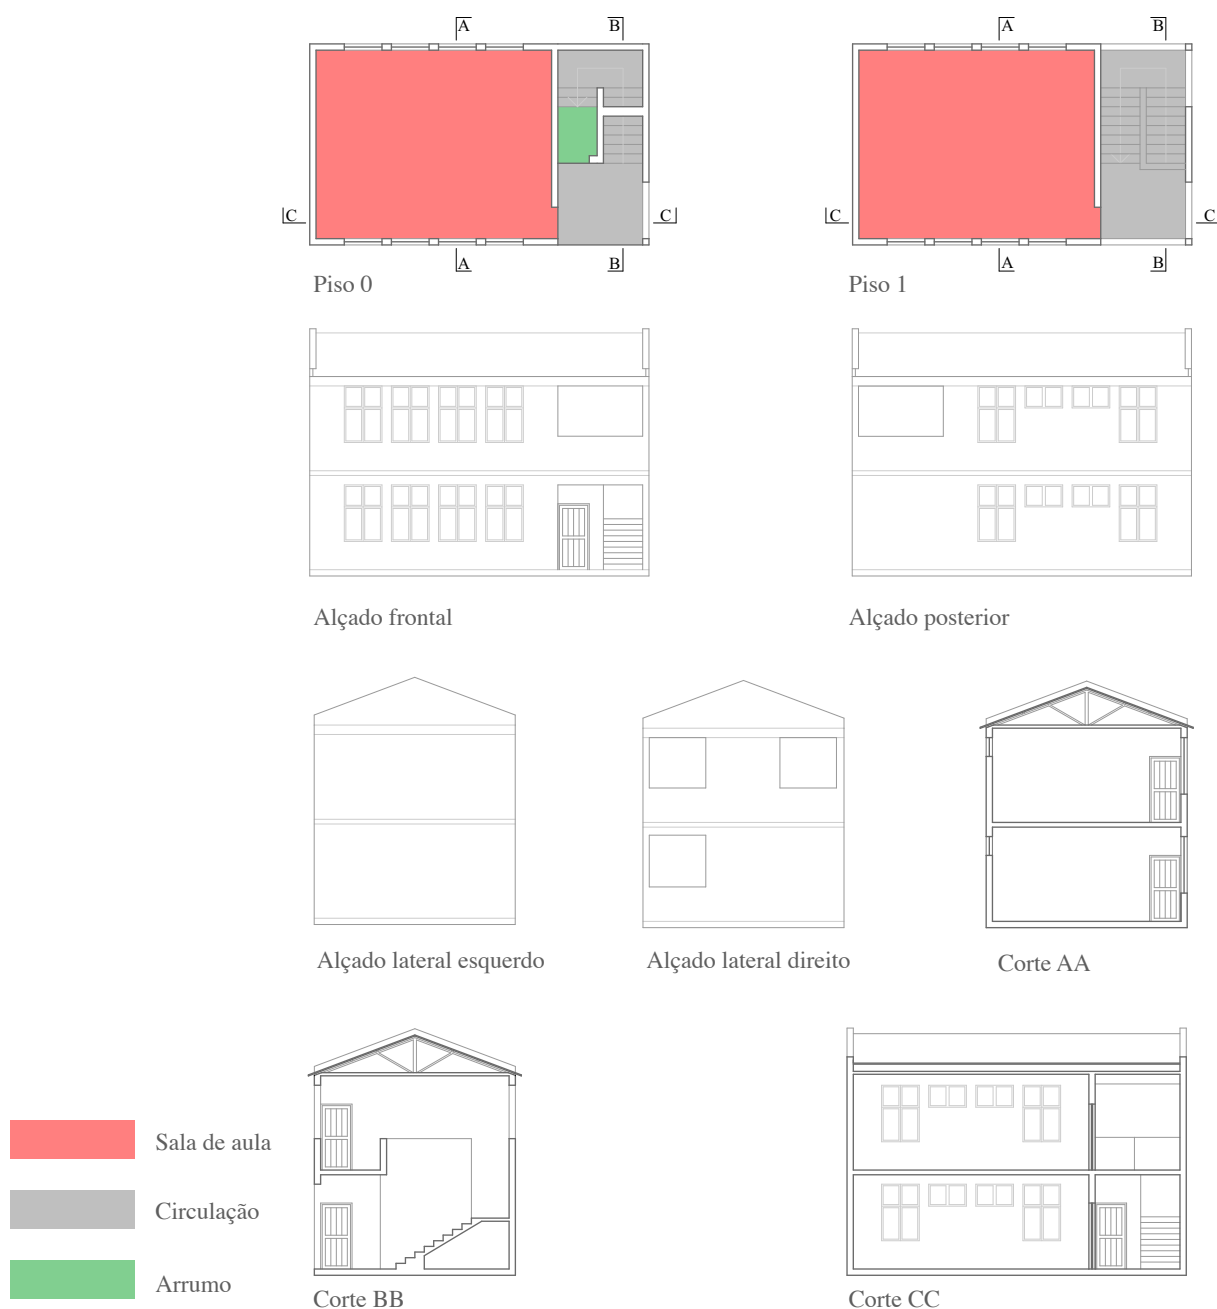 A B A B
C C C C
A B A B
Piso 0 Piso 1
Alçado frontal Alçado posterior
Alçado lateral esquerdo Alçado lateral direito Corte AA
Sala de aula
Circulação
Arrumo
Corte BB Corte CC